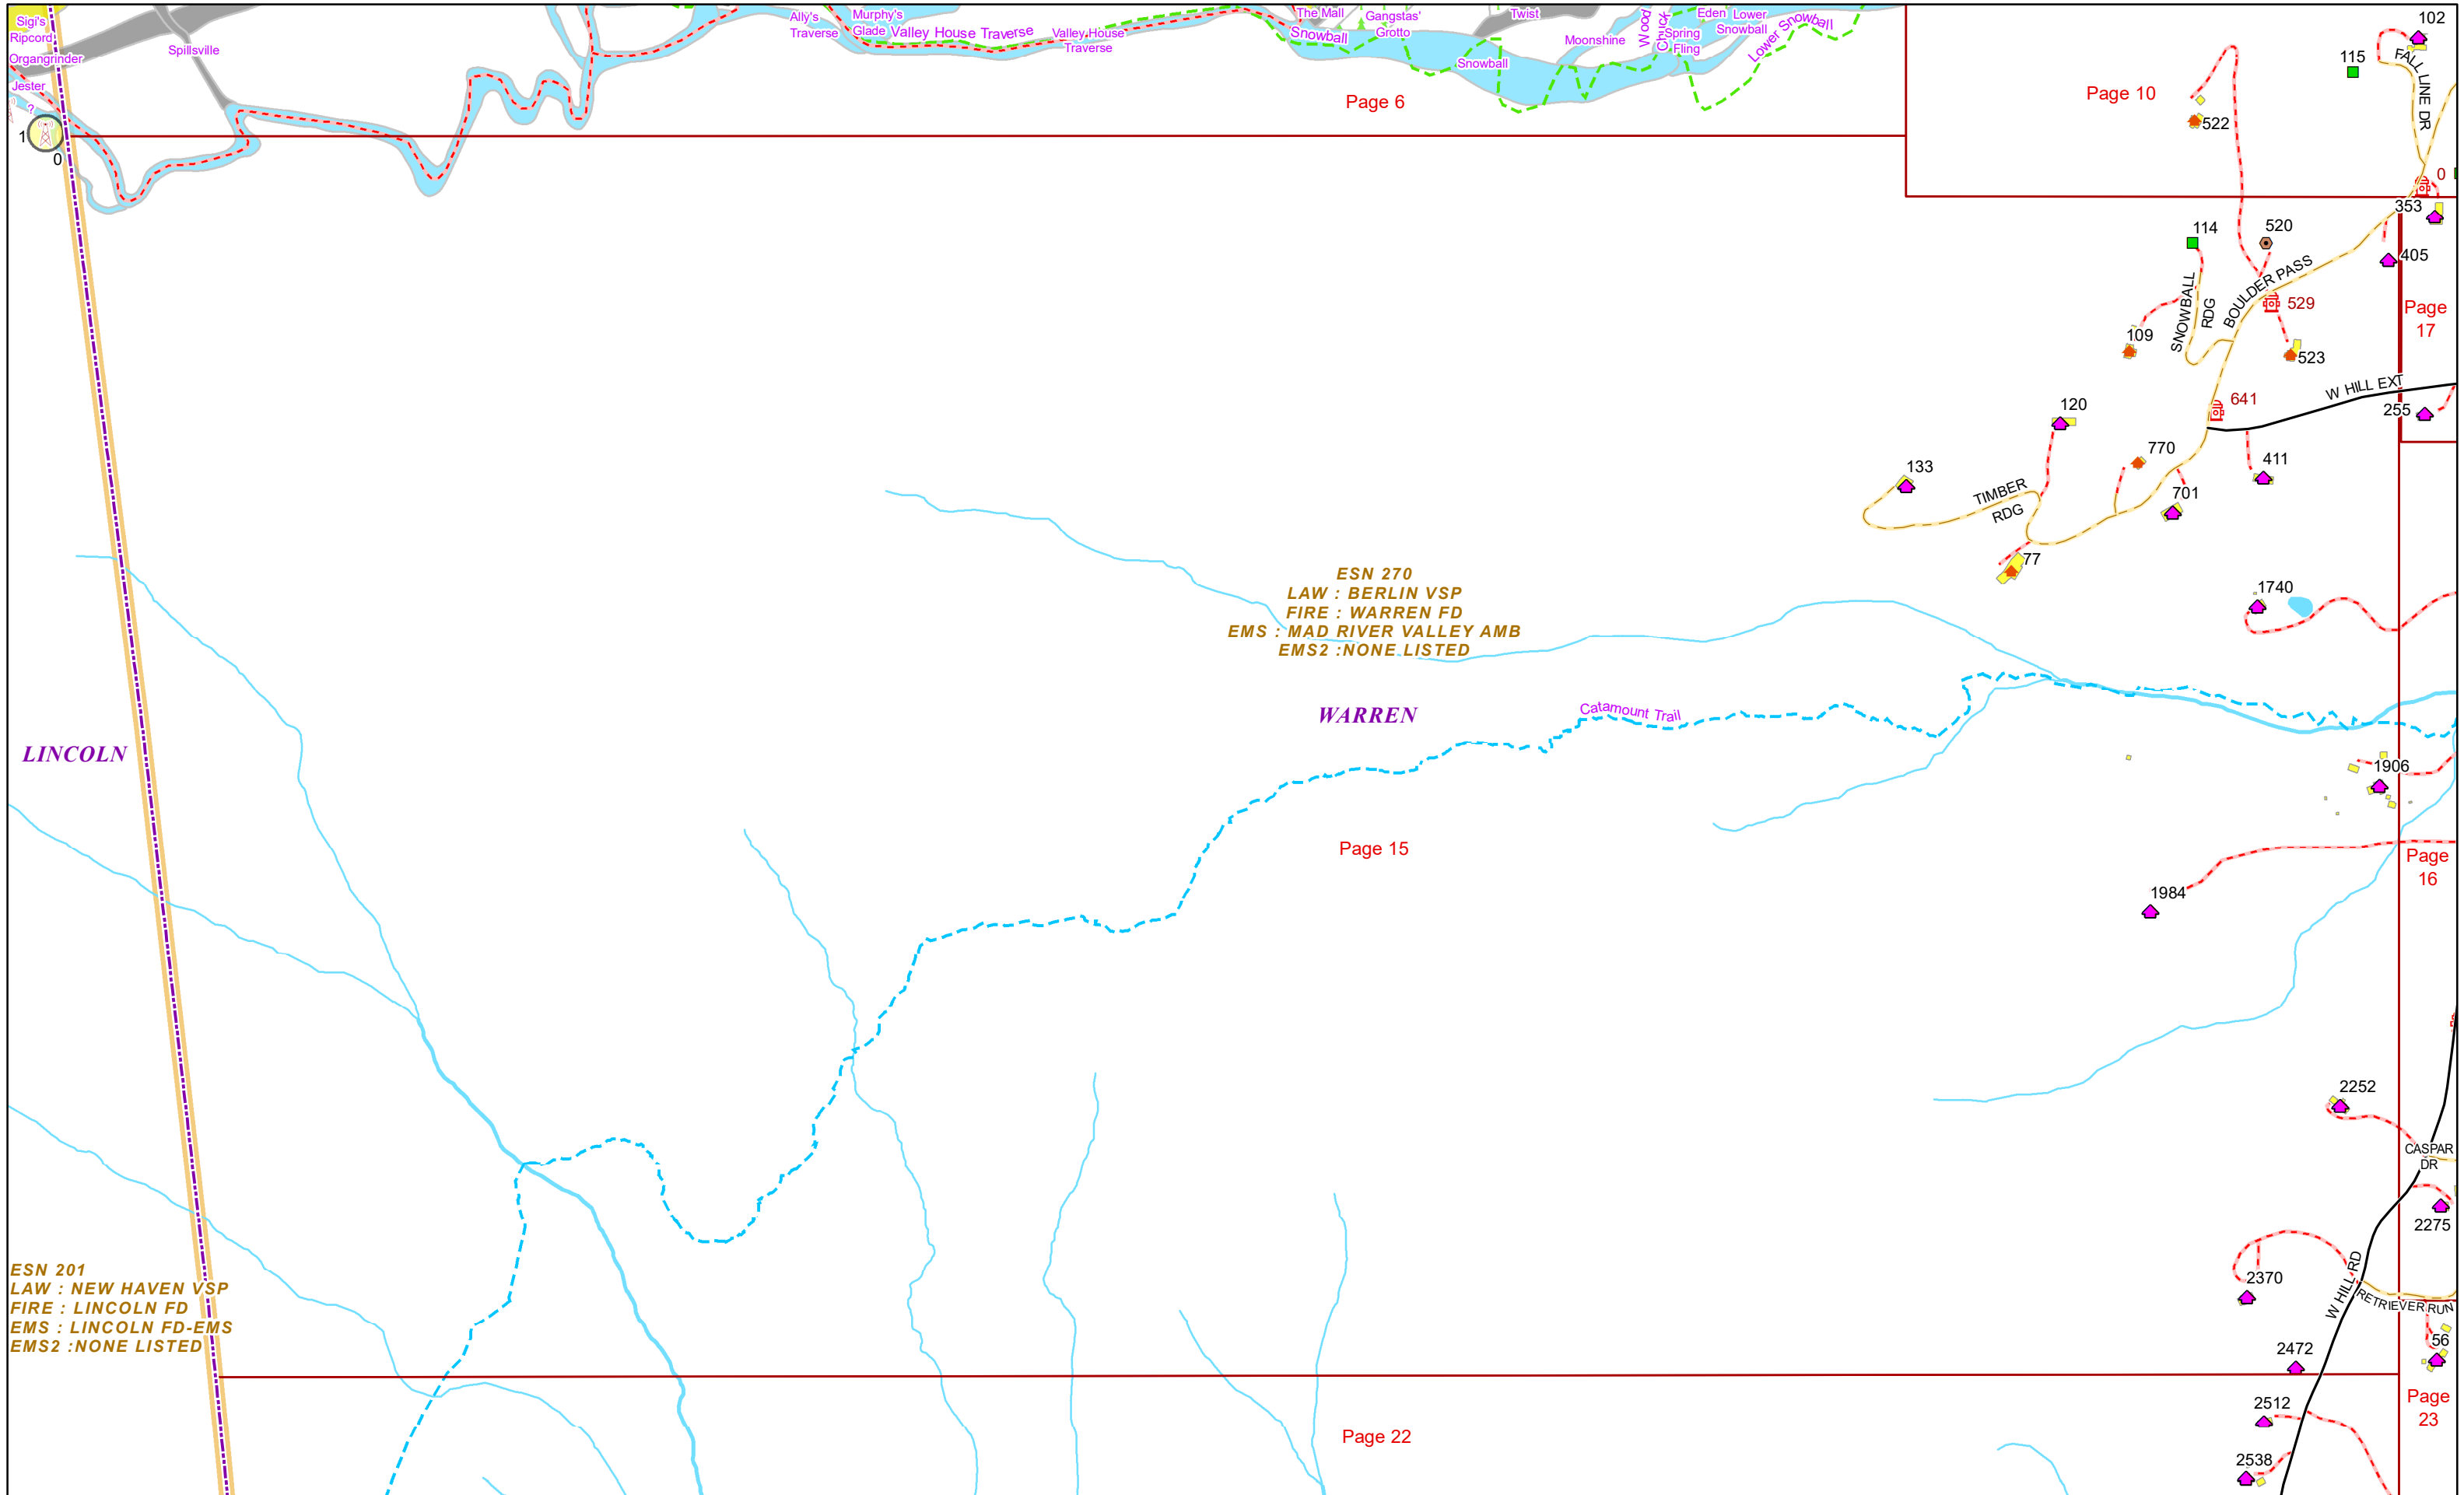 Sigi's
Ripcord
Organgrinder
Jester
?
1
0
Spillsville
Ally's
Traverse
Murphy's
Glade
Valley House Traverse
Valley House
Traverse
The Mall
Snowball
Gangstas'
Grotto
Twist
Snowball
Moonshine
Wood
Chuck
Spring
Fling
Eden
Lower
Snowball
Lower Snowball
Page 6
Page 10
102
115
FALL LINE DR
522
0
353
114
520
405
SNOWBALL
RDG
BOULDER PASS
529
Page
17
109
523
W HILL EXT
641
255
120
770
411
133
701
TIMBER
RDG
77
1740
ESN 270
LAW : BERLIN VSP
FIRE : WARREN FD
EMS : MAD RIVER VALLEY AMB
EMS2 :NONE LISTED
WARREN
Catamount Trail
LINCOLN
1906
Page 15
Page
16
1984
2252
CASPAR
DR
2275
2370
W HILL RD
RETRIEVER RUN
ESN 201
LAW : NEW HAVEN VSP
FIRE : LINCOLN FD
EMS : LINCOLN FD-EMS
EMS2 :NONE LISTED
56
2472
2512
Page
23
Page 22
2538